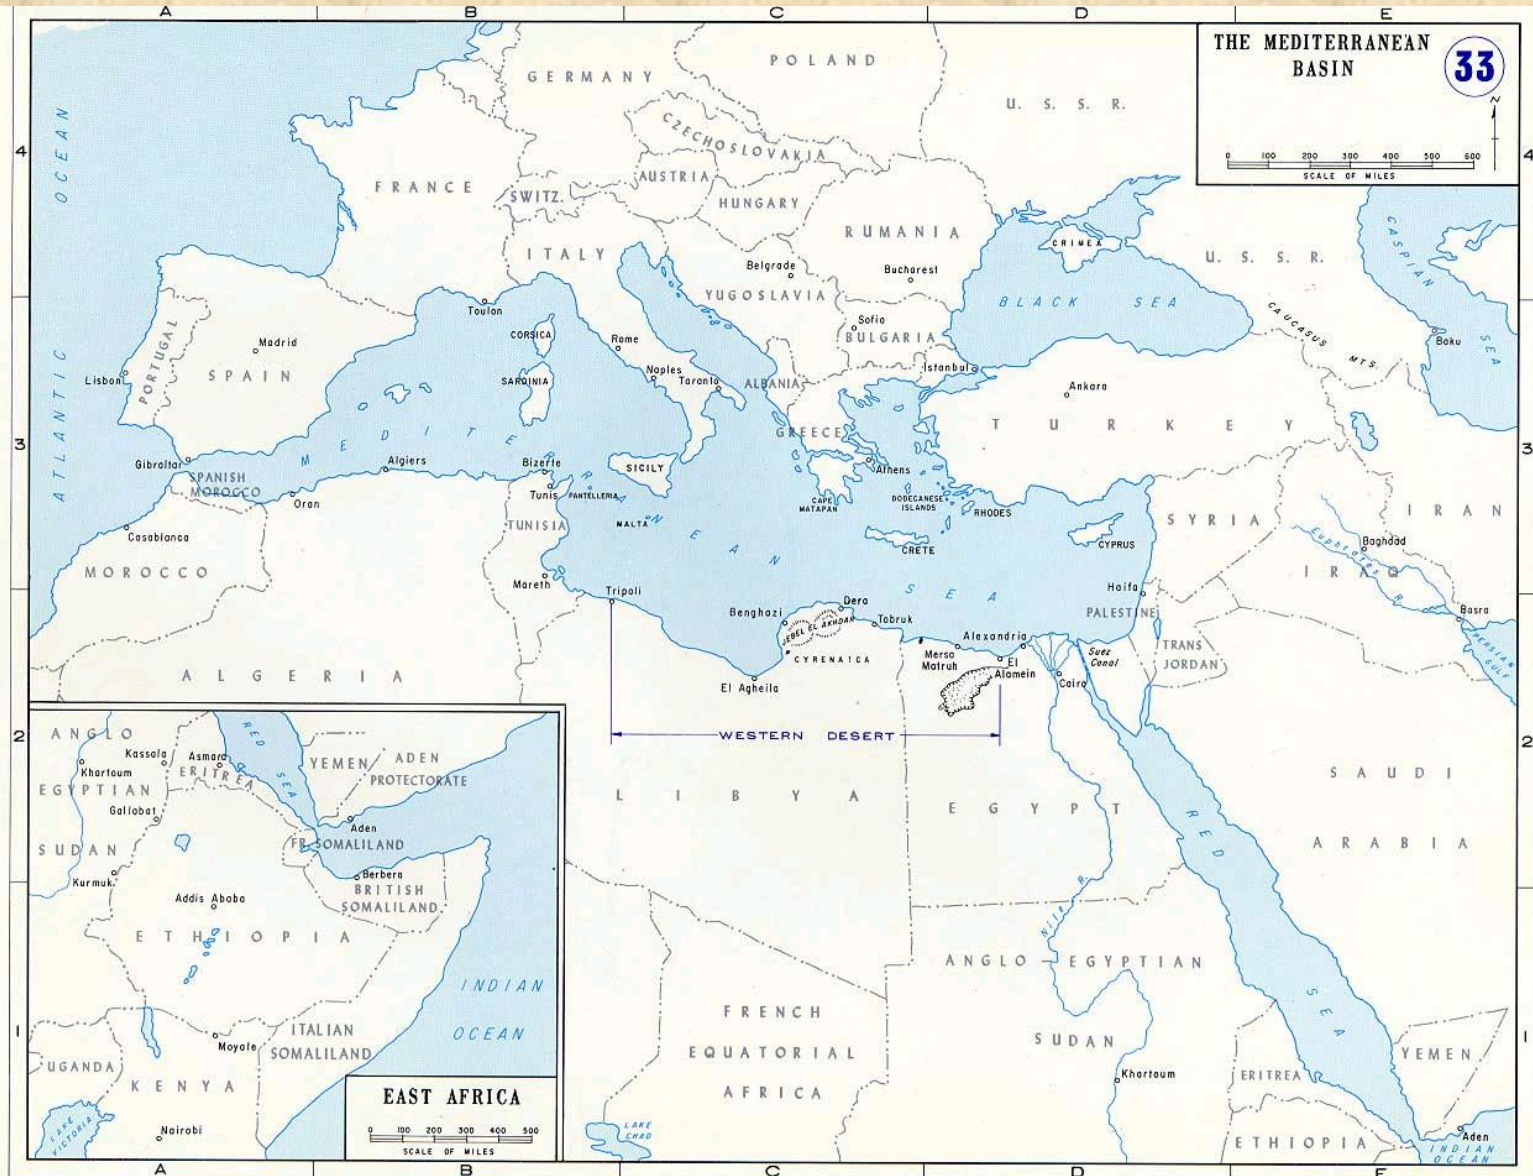 A B C D E
THE MEDITERRANEAN
BASIN
33
N
0 100 200 300 400 500 600
SCALE OF MILES
4
4
3
3
2
2
1
1
ATLANTIC OCEAN
GERMANY
POLAND
U. S. S. R.
CZECHOSLOVAKIA
FRANCE
SWITZ.
AUSTRIA
HUNGARY
RUMANIA
CRIMEA
U. S. S. R.
CASPIAN SEA
ITALY
Belgrade
Bucharest
YUGOSLAVIA
BLACK SEA
Toulon
CORSICA
Rome
Sofia
BULGARIA
CAUCASUS MTS.
Baku
PORTUGAL
Madrid
Lisbon
SPAIN
SARDINIA
Naples
Taranto
ALBANIA
Istanbul
Ankara
TURKEY
GREECE
MEDITERRANEAN SEA
Gibraltar
SPANISH
MOROCCO
Algiers
Bizerte
SICILY
Athens
Oran
Tunis
PANTELLERIA
CAPE
MATAPAN
DODECANESE
ISLANDS
RHODES
SYRIA
IRAN
Casablanca
TUNISIA
MALTA
CRETE
CYPRUS
Euphrates R.
Baghdad
MOROCCO
IRAQ
Mareth
Tripoli
Haifa
Benghazi
Dera
Tobruk
PALESTINE
Basra
JEBEL EL AKHDAR
CYRENAICA
Alexandria
Mersa
Matruh
El
Alamein
Suez
Canal
TRANS
JORDAN
PERSIAN
GULF
ALGERIA
El Agheila
Cairo
WESTERN DESERT
LIBYA
EGYPT
SAUDI
ARABIA
RED SEA
Nile R.
ANGLO-EGYPTIAN
SUDAN
FRENCH
EQUATORIAL
AFRICA
Khartoum
ERITREA
YEMEN
LAKE
CHAD
ETHIOPIA
Aden
INDIAN
OCEAN
ANGLO
EGYPTIAN
SUDAN
Kassala
Asmara
RED SEA
YEMEN
ADEN
PROTECTORATE
Khartoum
ERITREA
Gallabat
Aden
FR. SOMALILAND
Kurmuk
Berbera
BRITISH
SOMALILAND
Addis Ababa
ETHIOPIA
INDIAN
OCEAN
Moyale
ITALIAN
SOMALILAND
UGANDA
KENYA
LAKE
VICTORIA
Nairobi
EAST AFRICA
0 100 200 300 400 500
SCALE OF MILES
A B C D E